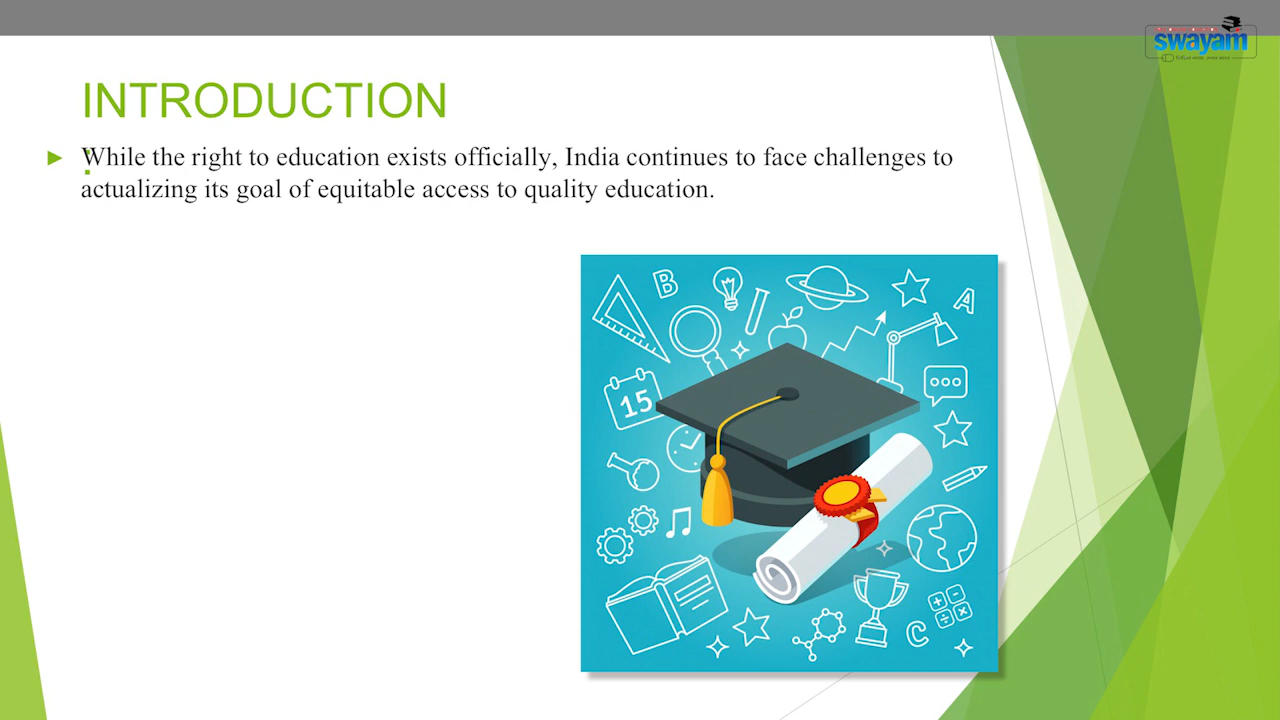 swayam
INTRODUCTION
:
While the right to education exists officially, India continues to face challenges to
actualizing its goal of equitable access to quality education.
B
A
15
C